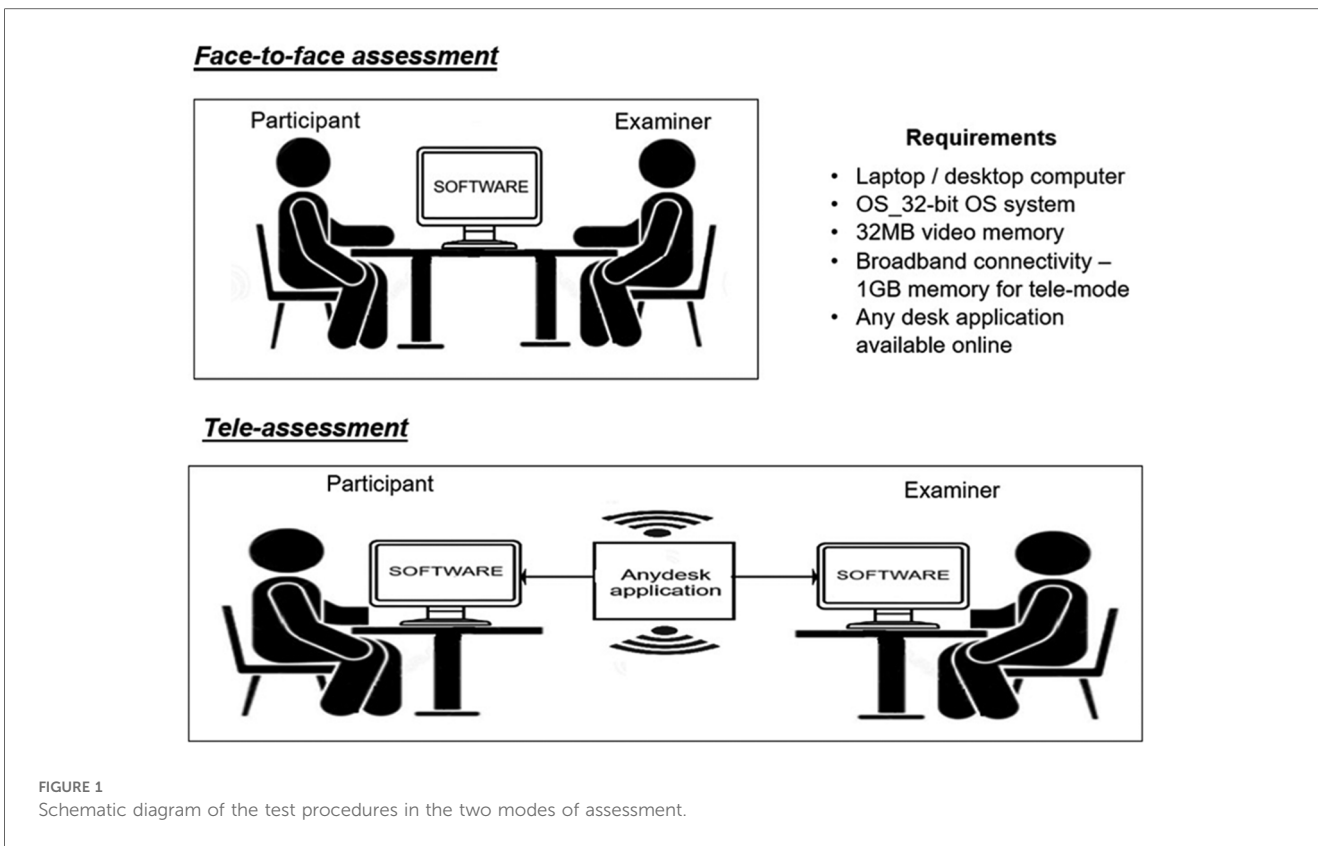 Face-to-face assessment
Participant
Examiner
SOFTWARE
Requirements
• Laptop / desktop computer
• OS_32-bit OS system
• 32MB video memory
• Broadband connectivity –
1GB memory for tele-mode
• Any desk application
available online
Tele-assessment
Participant
Examiner
SOFTWARE
Anydesk
application
SOFTWARE
FIGURE 1
Schematic diagram of the test procedures in the two modes of assessment.